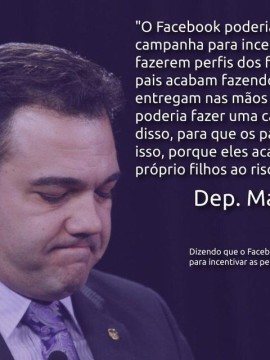 "O Facebook poderia
campanha para ince
fazerem perfis dos f
pais acabam fazendo
entregam nas mãos
poderia fazer uma ca
disso, para que os pa
isso, porque eles aca
próprio filhos ao risc
Dep. Ma
Dizendo que o Faceb
para incentivar as pe